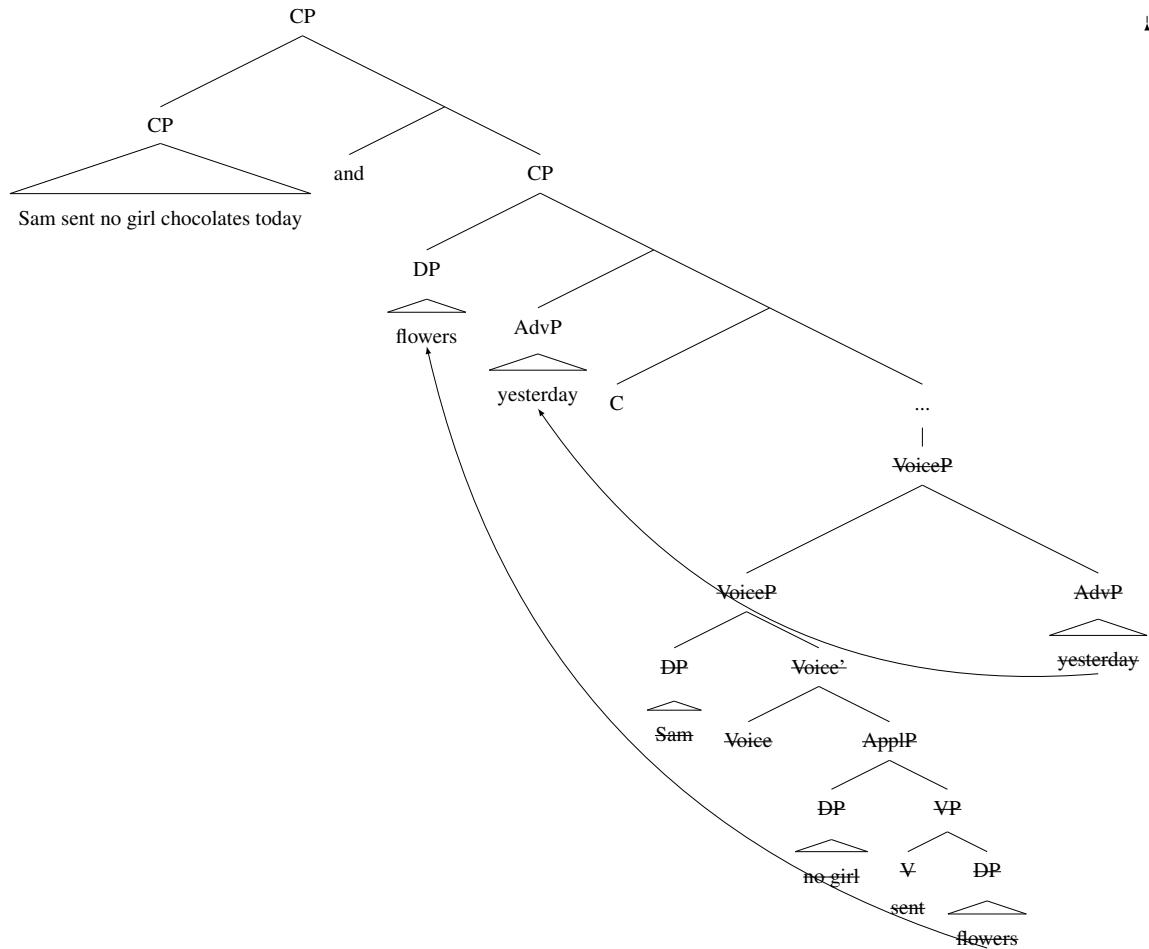 CP
CP
and
CP
Sam sent no girl chocolates today
DP
flowers
AdvP
yesterday
C
...
VoiceP
VoiceP
AdvP
yesterday
DP
Voice’
Sam
Voice
ApplP
DP
VP
no girl
V
DP
sent
flowers